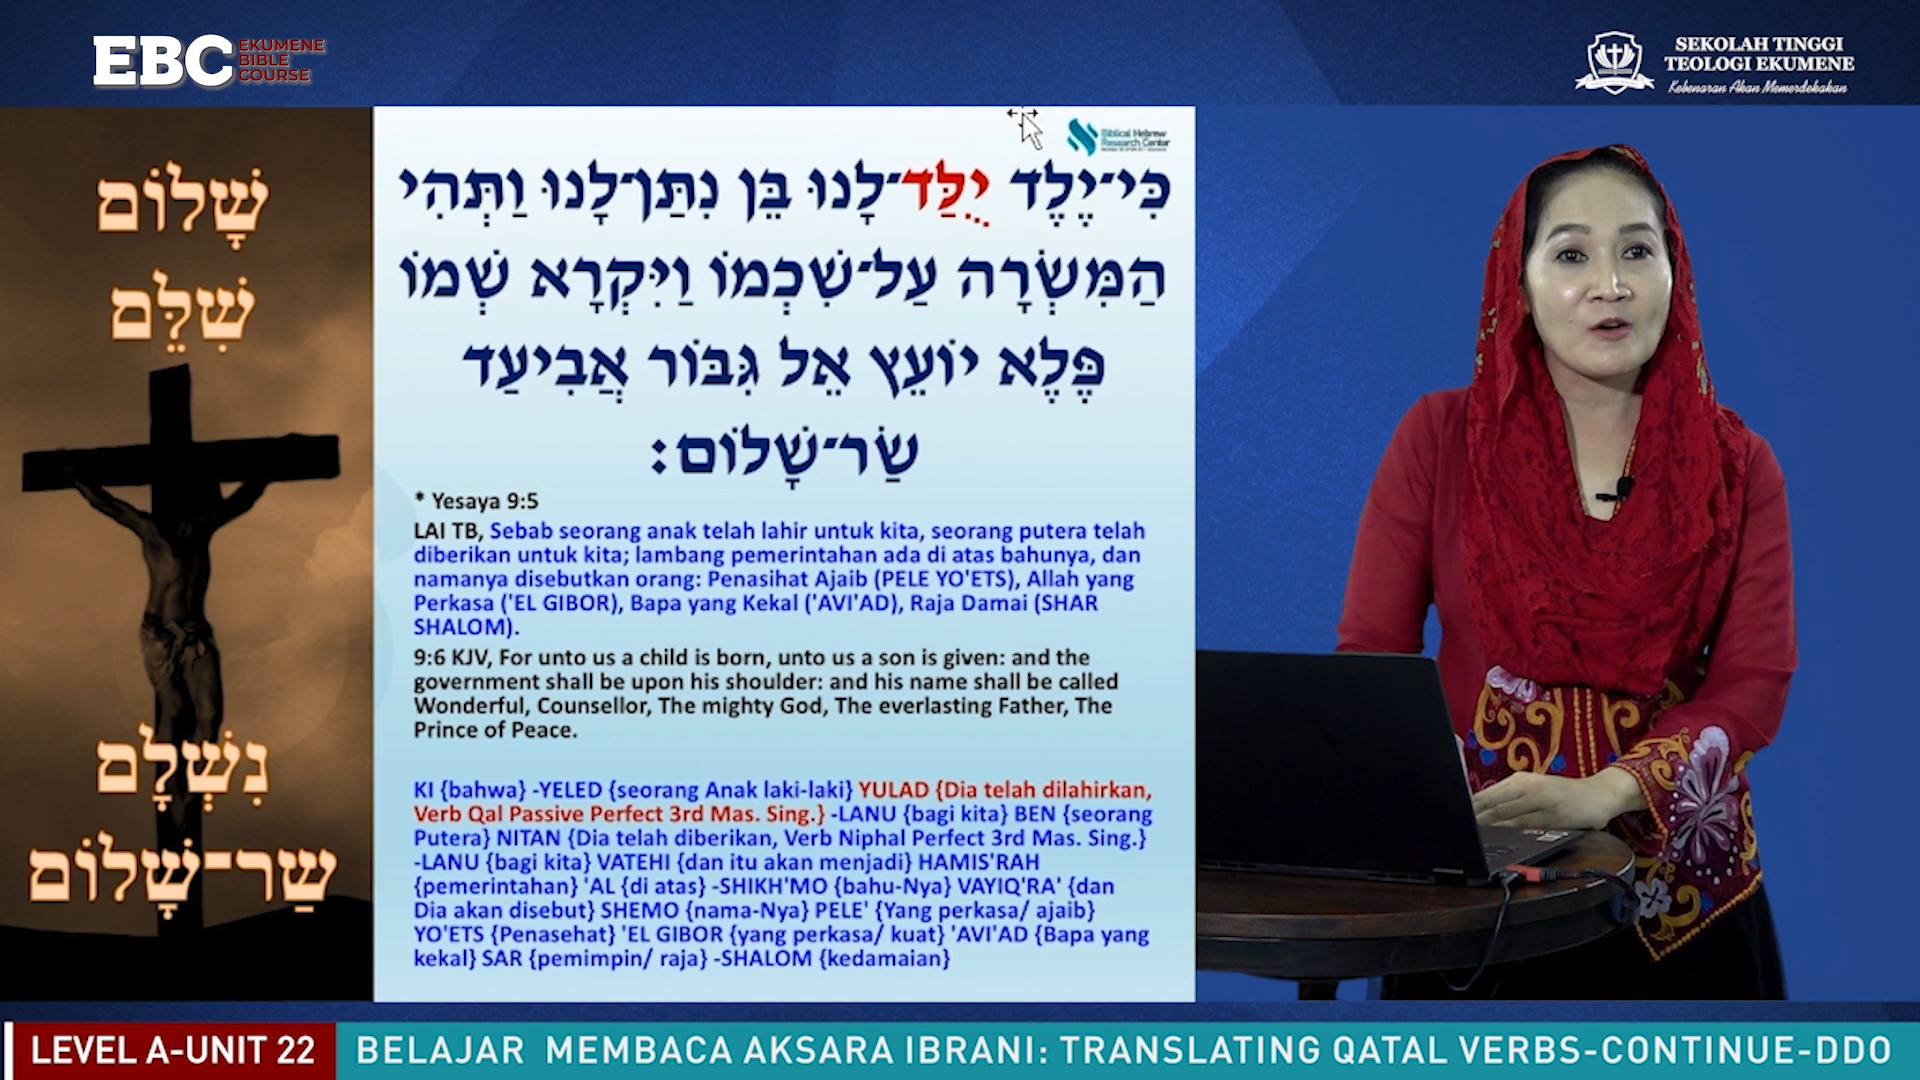 EBC EKUMENE
BIBLE
COURSE
SEKOLAH TINGGI
TEOLOGI EKUMENE
Kebenaran Akan Memerdekakan
שָׁלוֹם
שִׁלֵּם
נִשְׁלָם
שַׂר־שָׁלוֹם
Biblical Hebrew
Research Center
כִּי־יֶלֶד יֻלַּד־לָנוּ בֵּן נִתַּן־לָנוּ וַתְּהִי
הַמִּשְׂרָה עַל־שִׁכְמוֹ וַיִּקְרָא שְׁמוֹ
פֶּלֶא יוֹעֵץ אֵל גִּבּוֹר אֲבִיעַד
שַׂר־שָׁלוֹם׃
* Yesaya 9:5
LAI TB, Sebab seorang anak telah lahir untuk kita, seorang putera telah
diberikan untuk kita; lambang pemerintahan ada di atas bahunya, dan
namanya disebutkan orang: Penasihat Ajaib (PELE YO'ETS), Allah yang
Perkasa ('EL GIBOR), Bapa yang Kekal ('AVI'AD), Raja Damai (SHAR
SHALOM).
9:6 KJV, For unto us a child is born, unto us a son is given: and the
government shall be upon his shoulder: and his name shall be called
Wonderful, Counsellor, The mighty God, The everlasting Father, The
Prince of Peace.
KI {bahwa} -YELED {seorang Anak laki-laki} YULAD {Dia telah dilahirkan,
Verb Qal Passive Perfect 3rd Mas. Sing.} -LANU {bagi kita} BEN {seorang
Putera} NITAN {Dia telah diberikan, Verb Niphal Perfect 3rd Mas. Sing.}
-LANU {bagi kita} VATEHI {dan itu akan menjadi} HAMIS'RAH
{pemerintahan} 'AL {di atas} -SHIKH'MO {bahu-Nya} VAYIQ'RA' {dan
Dia akan disebut} SHEMO {nama-Nya} PELE' {Yang perkasa/ ajaib}
YO'ETS {Penasehat} 'EL GIBOR {yang perkasa/ kuat} 'AVI'AD {Bapa yang
kekal} SAR {pemimpin/ raja} -SHALOM {kedamaian}
LEVEL A-UNIT 22
BELAJAR MEMBACA AKSARA IBRANI: TRANSLATING QATAL VERBS-CONTINUE-DDO